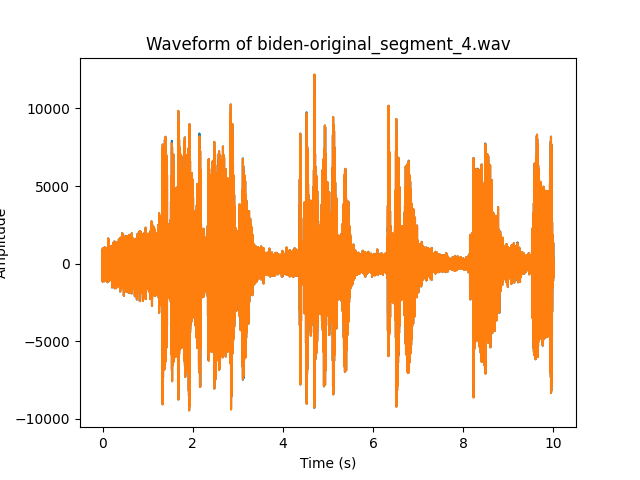 Waveform of biden-original_segment_4.wav
10000
5000
0
−5000
−10000
Amplitude
0 2 4 6 8 10
Time (s)